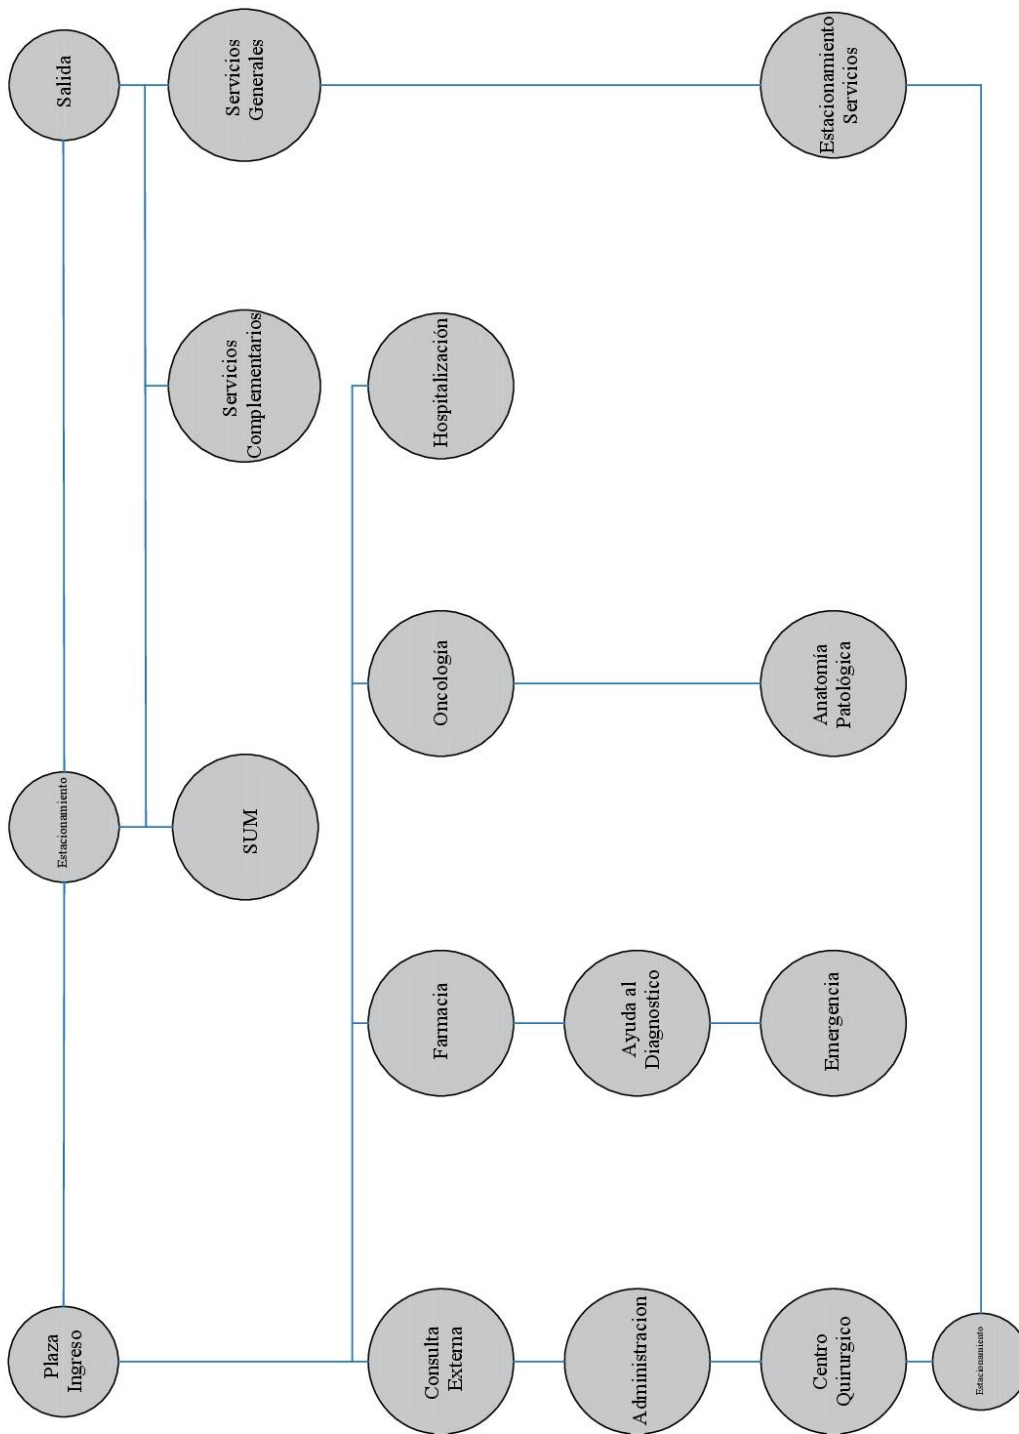 Plaza
Ingreso
Estacionamiento
Salida
SUM
Servicios
Complementarios
Servicios
Generales
Consulta
Externa
Farmacia
Oncología
Hospitalización
Administracion
Ayuda al
Diagnostico
Centro
Quirurgico
Emergencia
Anatomía
Patológica
Estacionamiento
Servicios
Estacionamiento